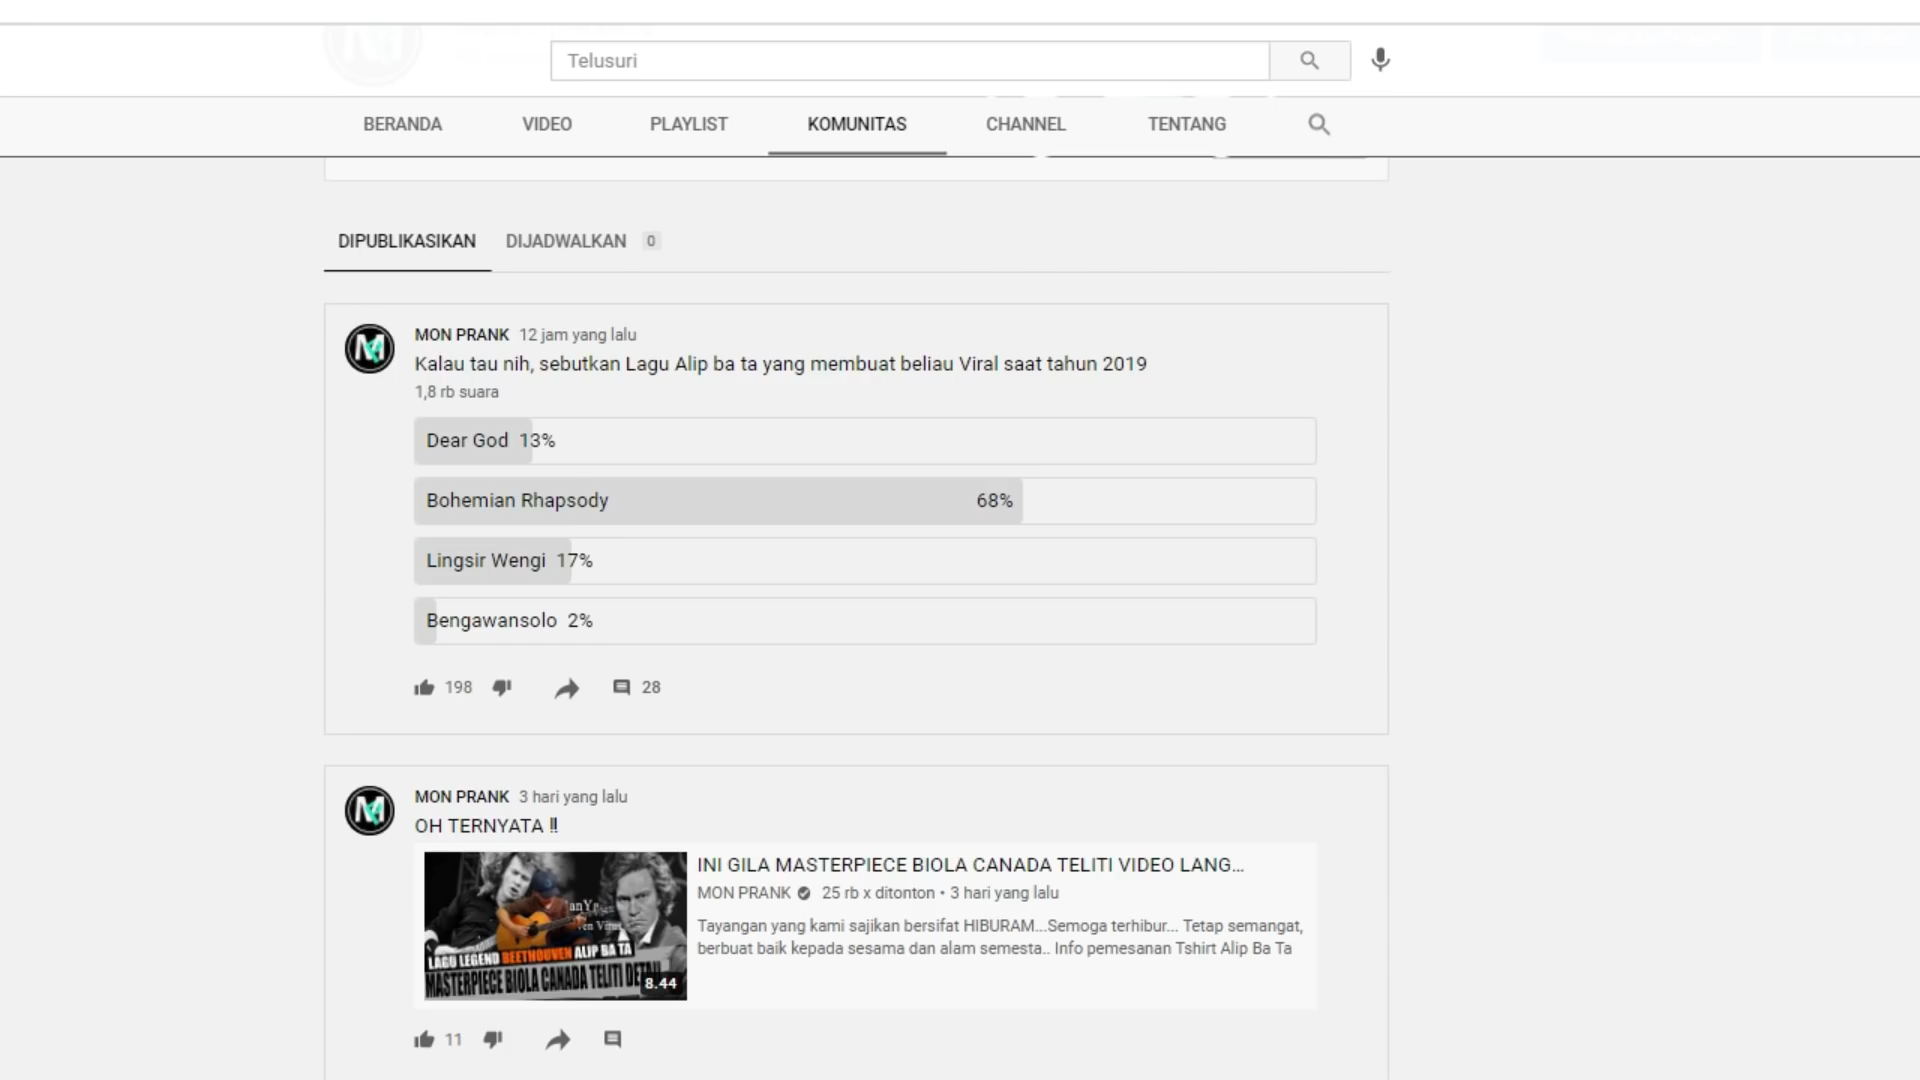 Telusuri
BERANDA VIDEO PLAYLIST KOMUNITAS CHANNEL TENTANG
DIPUBLIKASIKAN DIJADWALKAN 0
MON PRANK 12 jam yang lalu
Kalau tau nih, sebutkan Lagu Alip ba ta yang membuat beliau Viral saat tahun 2019
1,8 rb suara
Dear God 13%
Bohemian Rhapsody 68%
Lingsir Wengi 17%
Bengawansolo 2%
198 28
MON PRANK 3 hari yang lalu
OH TERNYATA !!
INI GILA MASTERPIECE BIOLA CANADA TELITI VIDEO LANG...
MON PRANK 25 rb x ditonton • 3 hari yang lalu
Tayangan yang kami sajikan bersifat HIBURAM...Semoga terhibur... Tetap semangat,
berbuat baik kepada sesama dan alam semesta.. Info pemesanan Tshirt Alip Ba Ta
LAGU LEGEND BEETHOUVEN ALIP BA TA
MASTERPIECE BIOLA CANADA TELITI DETAIL
8.44
11